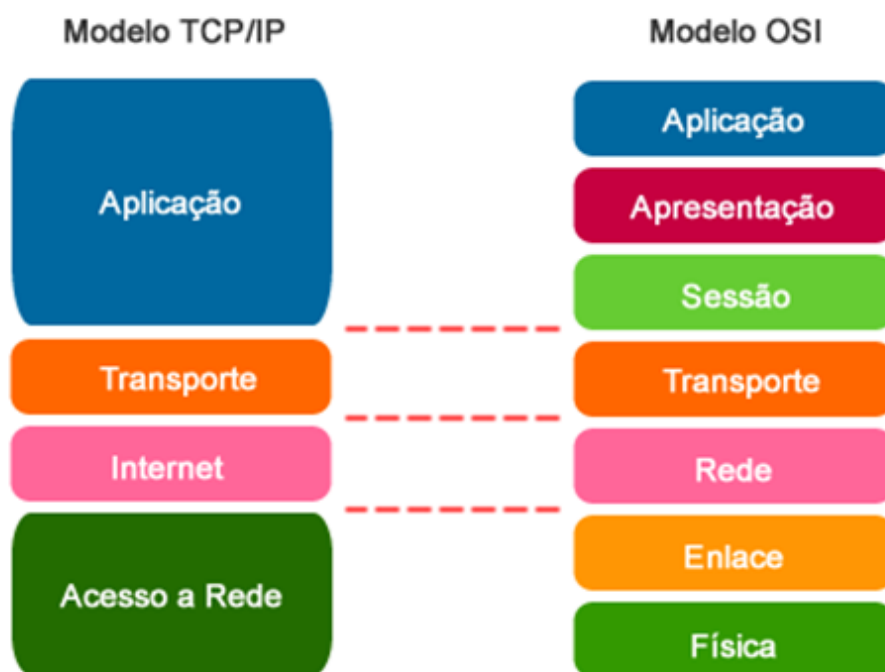 Modelo TCP/IP
Aplicação
Transporte
Internet
Acesso a Rede
Modelo OSI
Aplicação
Apresentação
Sessão
Transporte
Rede
Enlace
Física